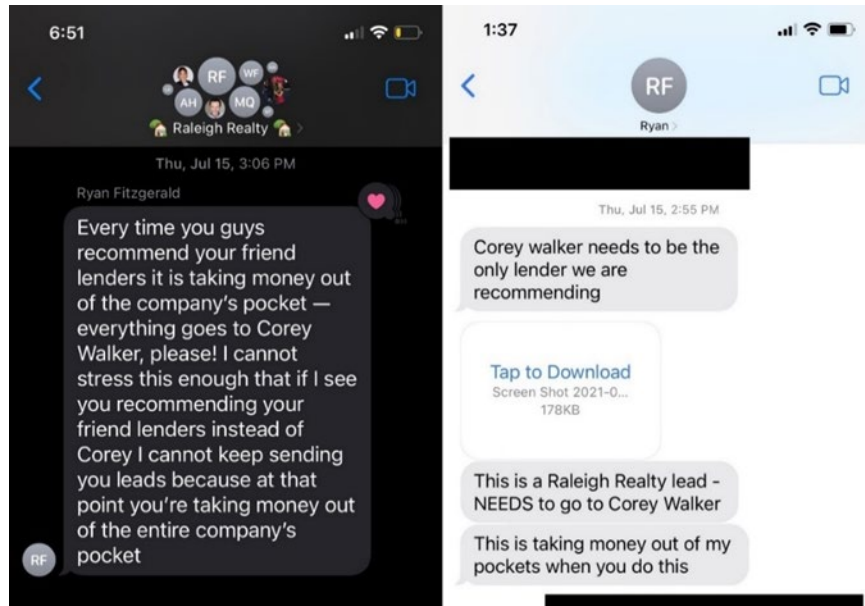 6:51
RF
WF
AH
MQ
🏡 Raleigh Realty 🏡 >
Thu, Jul 15, 3:06 PM
Ryan Fitzgerald
Every time you guys
recommend your friend
lenders it is taking money out
of the company's pocket —
everything goes to Corey
Walker, please! I cannot
stress this enough that if I see
you recommending your
friend lenders instead of
Corey I cannot keep sending
you leads because at that
point you're taking money out
of the entire company's
pocket
RF
1:37
RF
Ryan >
Thu, Jul 15, 2:55 PM
Corey walker needs to be the
only lender we are
recommending
Tap to Download
Screen Shot 2021-0...
178KB
This is a Raleigh Realty lead -
NEEDS to go to Corey Walker
This is taking money out of my
pockets when you do this